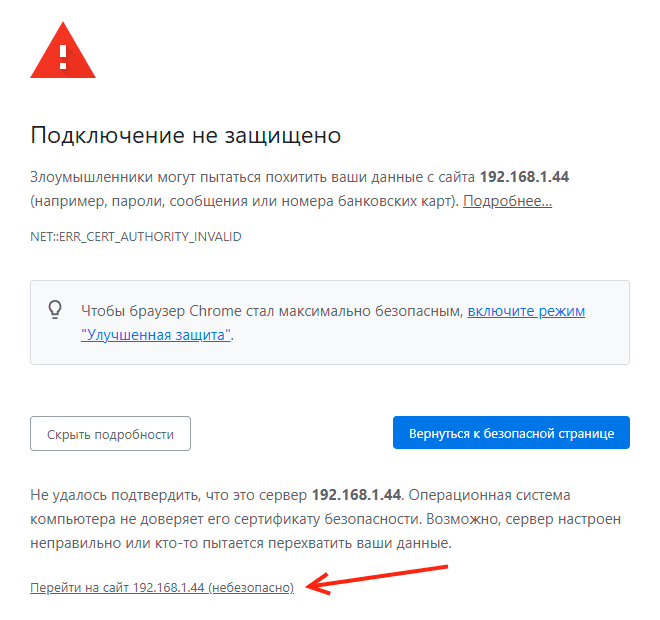 Подключение не защищено
Злоумышленники могут пытаться похитить ваши данные с сайта 192.168.1.44
(например, пароли, сообщения или номера банковских карт). Подробнее...
NET::ERR_CERT_AUTHORITY_INVALID
Чтобы браузер Chrome стал максимально безопасным, включите режим
"Улучшенная защита".
Скрыть подробности
Вернуться к безопасной странице
Не удалось подтвердить, что это сервер 192.168.1.44. Операционная система
компьютера не доверяет его сертификату безопасности. Возможно, сервер настроен
неправильно или кто-то пытается перехватить ваши данные.
Перейти на сайт 192.168.1.44 (небезопасно)